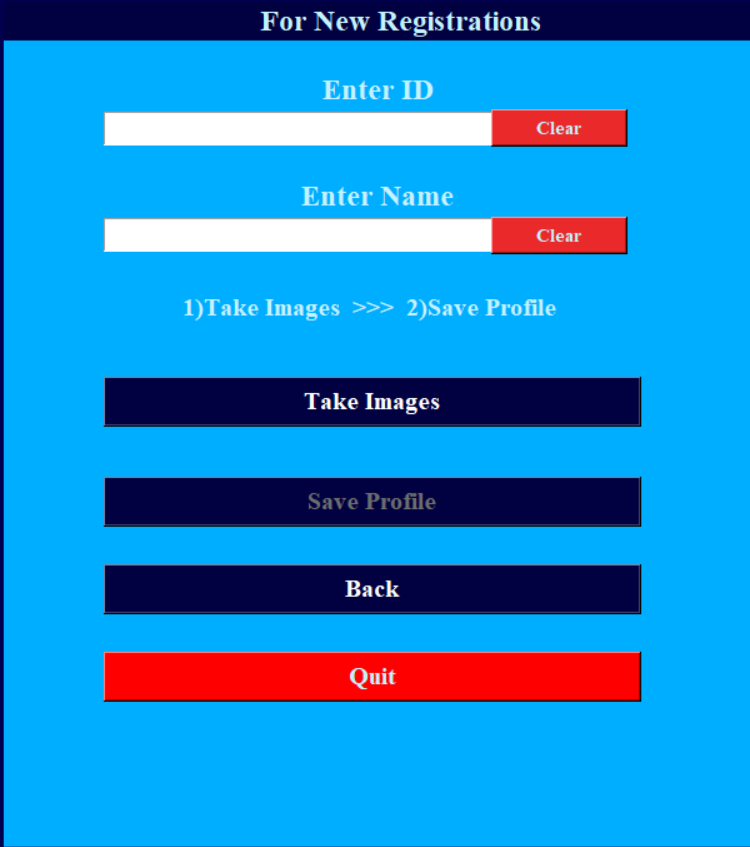 For New Registrations
Enter ID
Clear
Enter Name
Clear
1)Take Images >>> 2)Save Profile
Take Images
Save Profile
Back
Quit